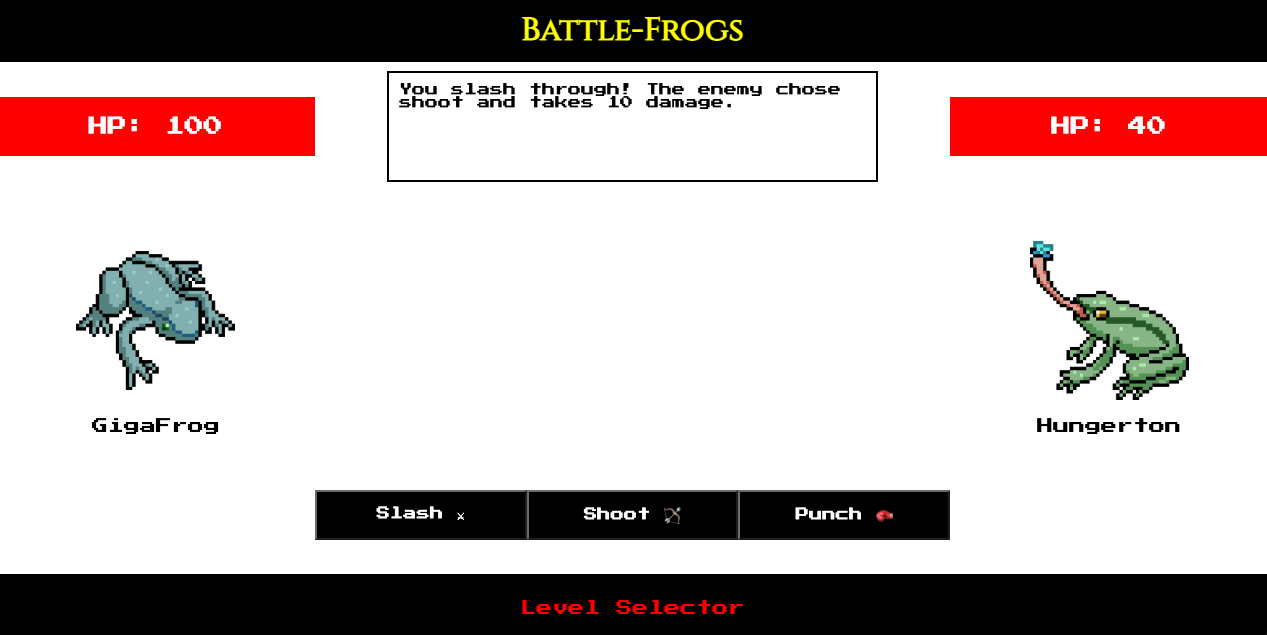 Battle-Frogs
HP: 100
You slash through! The enemy chose
shoot and takes 10 damage.
HP: 40
GigaFrog
Hungerton
Slash ⚔
Shoot 🏹
Punch 🥊
Level Selector